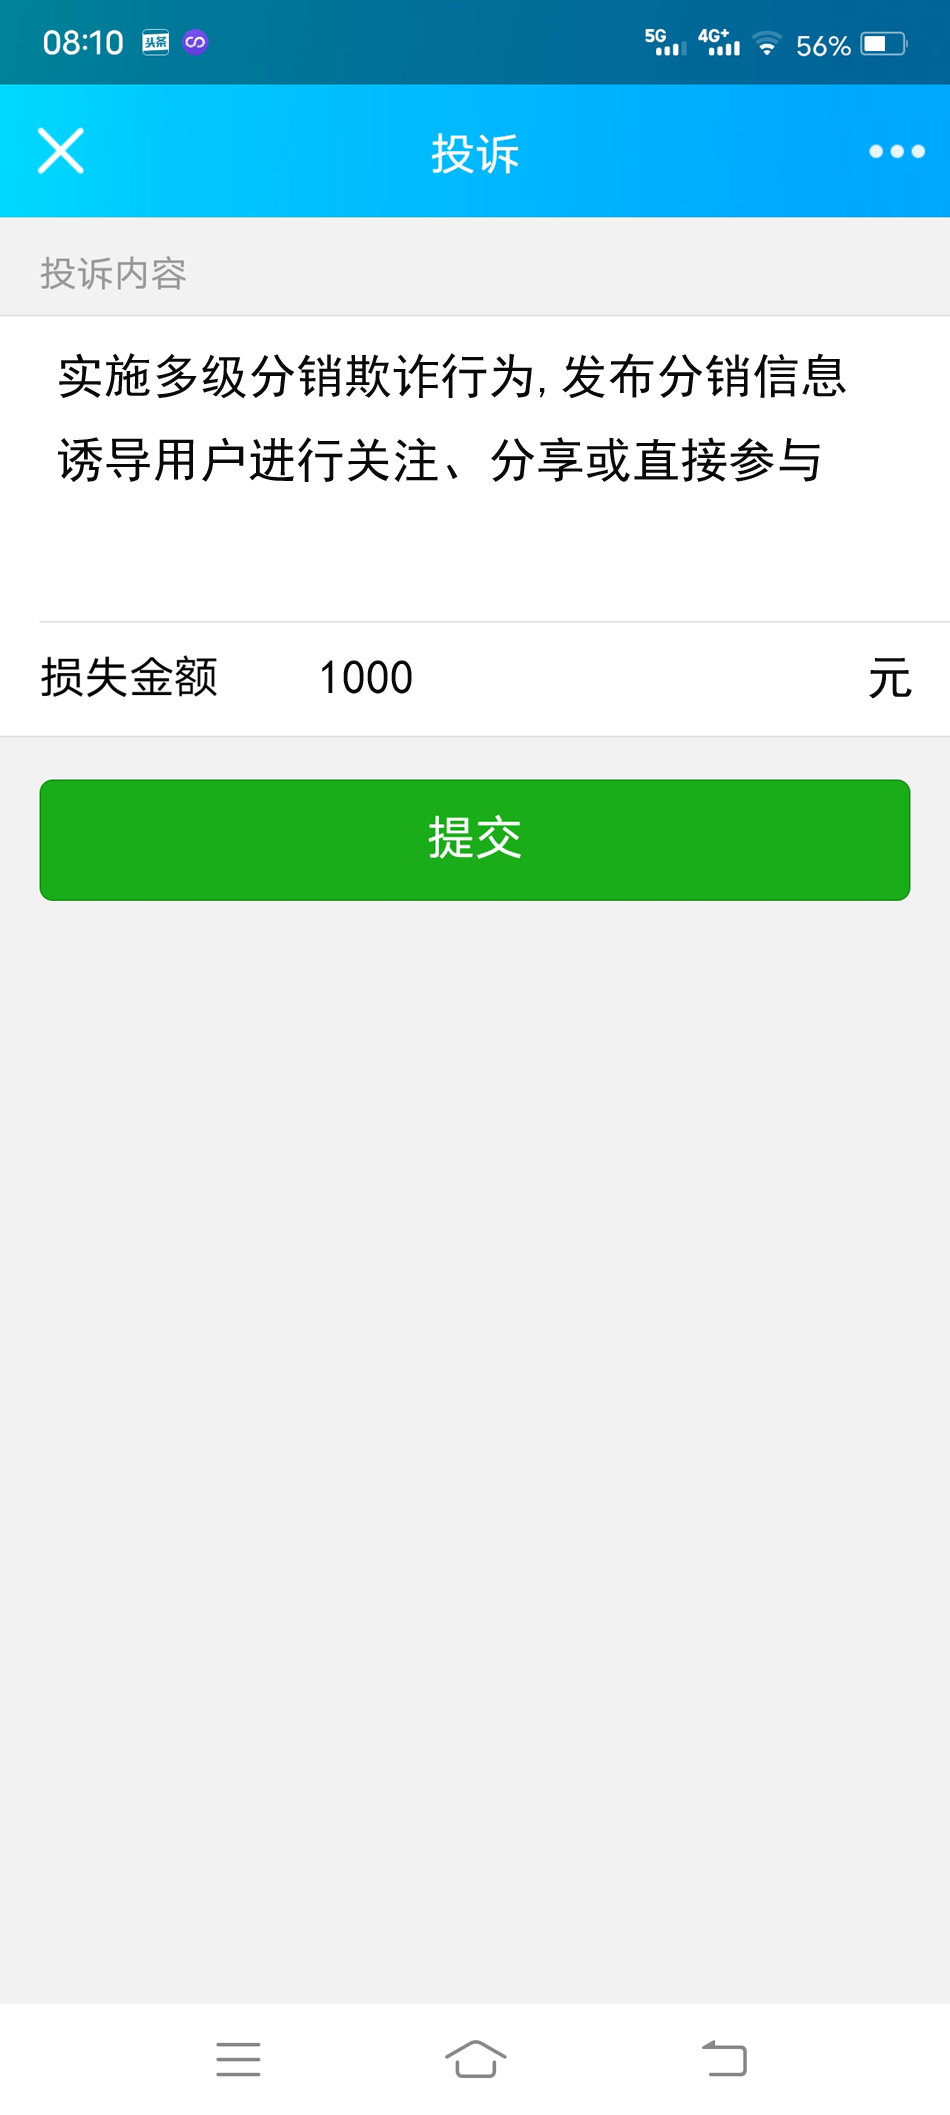 08:10 头条 5G 4G+ 56%
投诉
投诉内容
实施多级分销欺诈行为,发布分销信息
诱导用户进行关注、分享或直接参与
损失金额 1000 元
提交